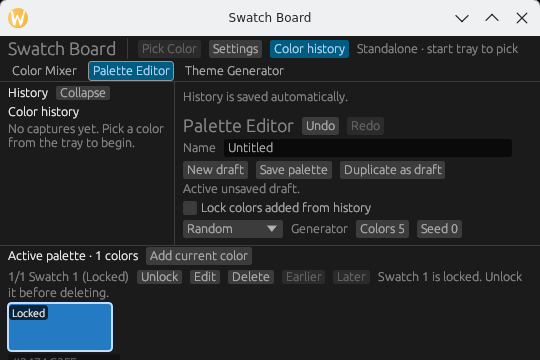 Swatch Board
Swatch Board Pick Color Settings Color history Standalone · start tray to pick
Color Mixer Palette Editor Theme Generator
History Collapse
Color history
No captures yet. Pick a color
from the tray to begin.
History is saved automatically.
Palette Editor Undo Redo
Name Untitled
New draft Save palette Duplicate as draft
Active unsaved draft.
Lock colors added from history
Random Generator Colors 5 Seed 0
Active palette · 1 colors Add current color
1/1 Swatch 1 (Locked) Unlock Edit Delete Earlier Later Swatch 1 is locked. Unlock
it before deleting.
Locked